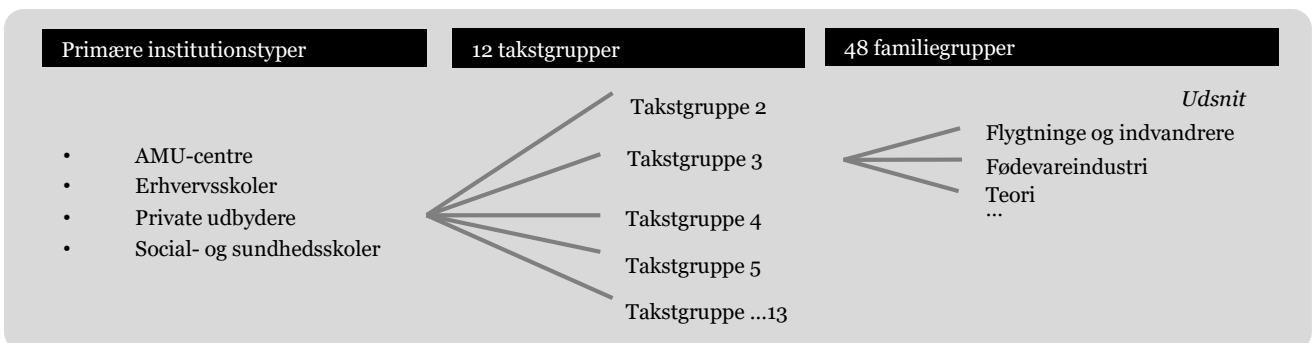 Primære institutionstyper
12 takstgrupper
48 familiegrupper
• AMU-centre
• Erhvervsskoler
• Private udbydere
• Social- og sundhedsskoler
Takstgruppe 2
Takstgruppe 3
Takstgruppe 4
Takstgruppe 5
Takstgruppe ...13
Udsnit
Flygtninge og indvandrere
Fødevareindustri
Teori
...